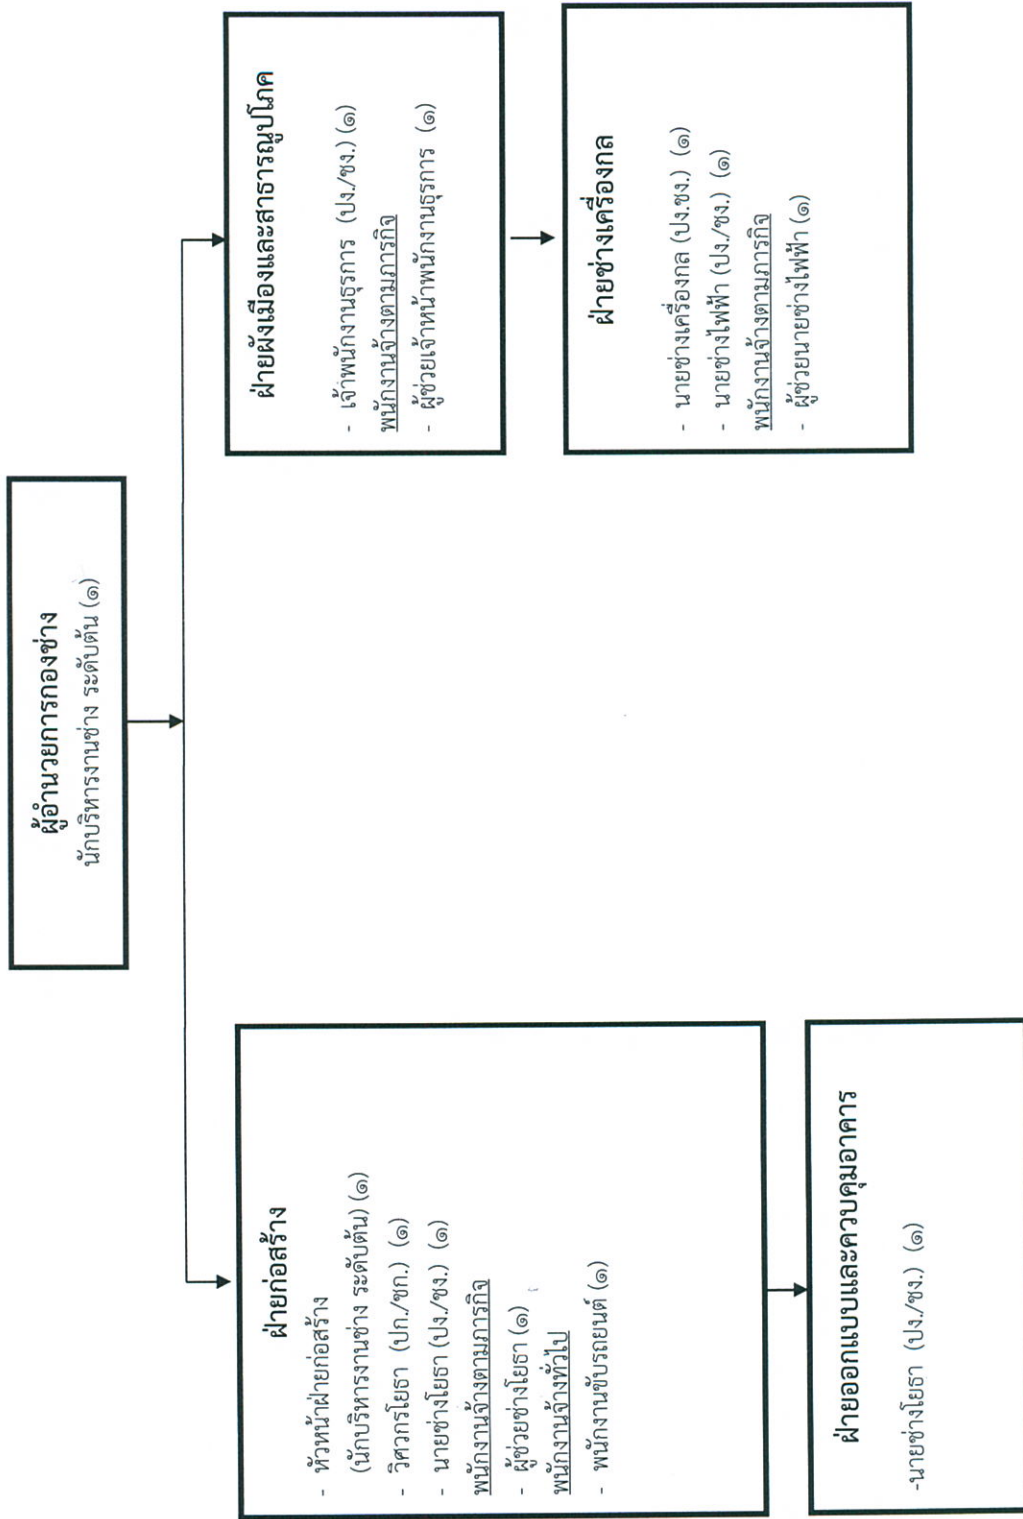 ผู้อำนวยการกองช่าง
นักบริหารงานช่าง ระดับต้น (๑)
ฝ่ายก่อสร้าง
- หัวหน้าฝ่ายก่อสร้าง
(นักบริหารงานช่าง ระดับต้น) (๑)
- วิศวกรโยธา (ปก./ชก.) (๑)
- นายช่างโยธา (ปง./ชง.) (๑)
พนักงานจ้างตามภารกิจ
- ผู้ช่วยช่างโยธา (๑)
พนักงานจ้างทั่วไป
- พนักงานขับรถยนต์ (๑)
ฝ่ายออกแบบและควบคุมอาคาร
-นายช่างโยธา (ปง./ชง.) (๑)
ฝ่ายผังเมืองและสาธารณูปโภค
- เจ้าพนักงานธุรการ (ปง./ชง.) (๑)
พนักงานจ้างตามภารกิจ
- ผู้ช่วยเจ้าหน้าพนักงานธุรการ (๑)
ฝ่ายช่างเครื่องกล
- นายช่างเครื่องกล (ปง.ชง.) (๑)
- นายช่างไฟฟ้า (ปง./ชง.) (๑)
พนักงานจ้างตามภารกิจ
- ผู้ช่วยนายช่างไฟฟ้า (๑)